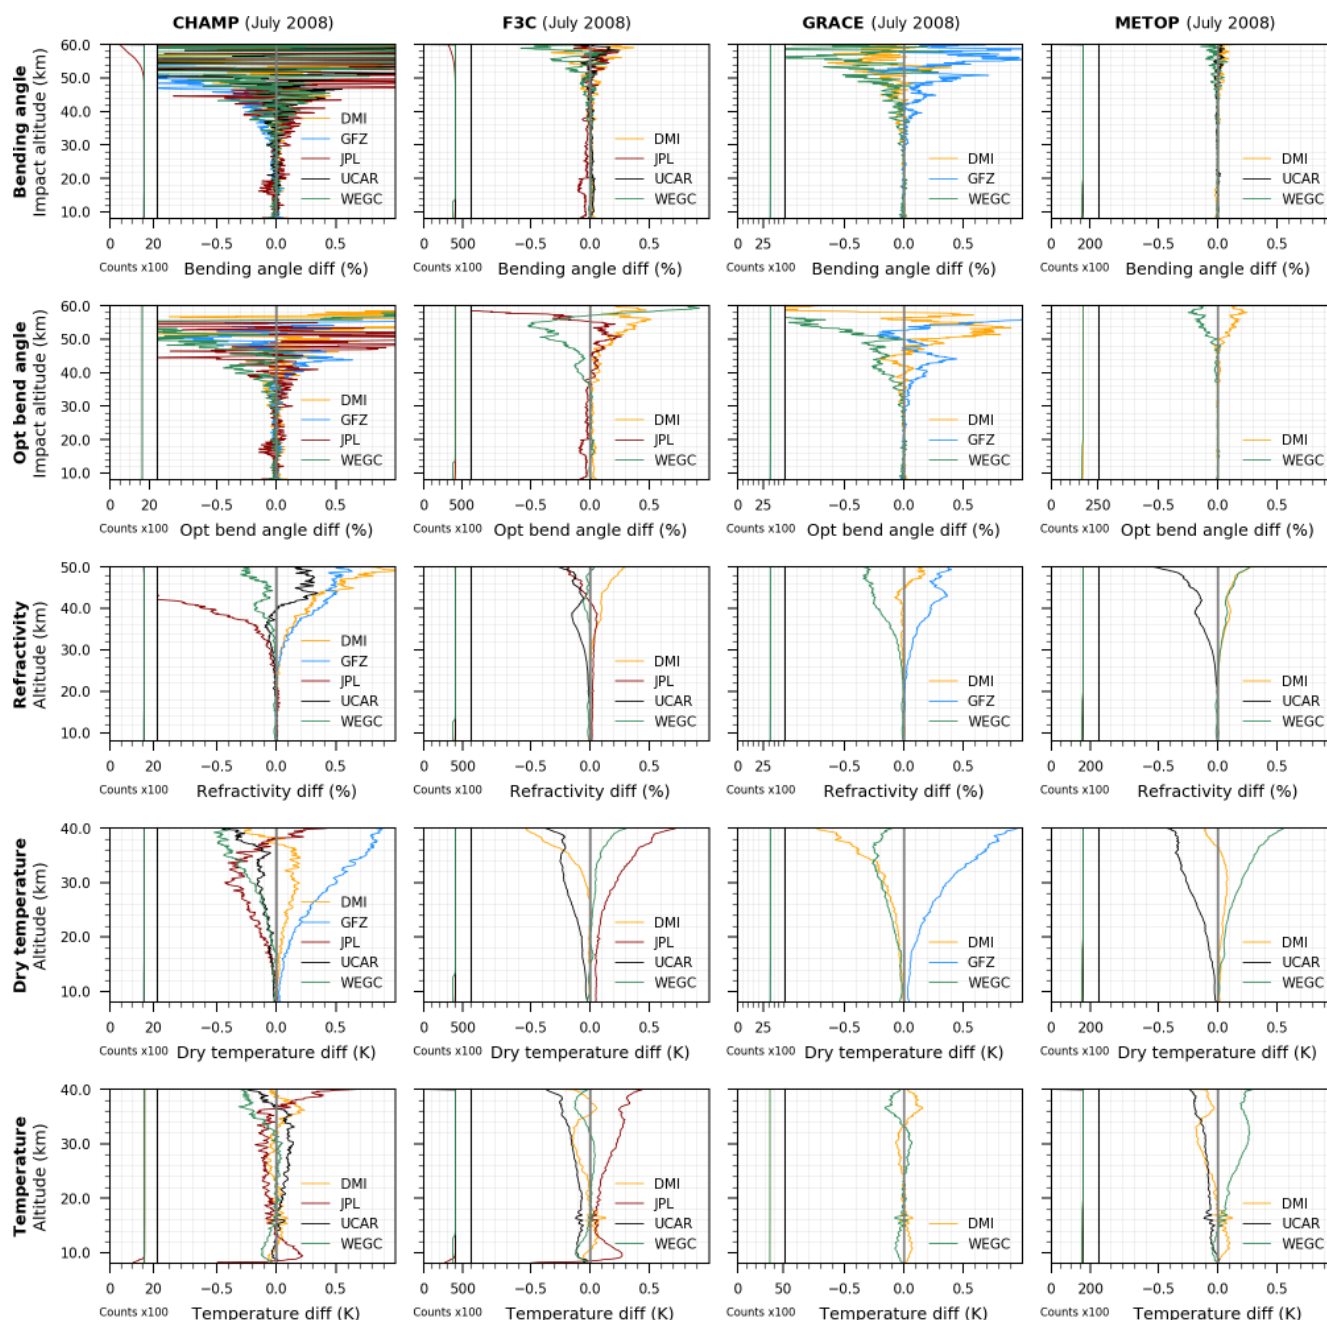 CHAMP (July 2008)
F3C (July 2008)
GRACE (July 2008)
METOP (July 2008)
Bending angle
Impact altitude (km)
60.0
50.0
40.0
30.0
20.0
10.0
DMI
GFZ
JPL
UCAR
WEGC
DMI
JPL
WEGC
DMI
GFZ
WEGC
DMI
UCAR
WEGC
0 20 −0.5 0.0 0.5
0 500 0.0 0.5
0 25 −0.5 0.0 0.5
0 200 −0.5 0.0 0.5
Counts x100 Bending angle diff (%)
Counts x100 Bending angle diff (%)
Counts x100 Bending angle diff (%)
Counts x100 Bending angle diff (%)
Opt bend angle
Impact altitude (km)
60.0
50.0
40.0
30.0
20.0
10.0
DMI
GFZ
JPL
WEGC
DMI
JPL
WEGC
DMI
GFZ
WEGC
DMI
WEGC
0 20 −0.5 0.0 0.5
0 500 0.0 0.5
0 25 −0.5 0.0 0.5
0 250 −0.5 0.0 0.5
Counts x100 Opt bend angle diff (%)
Counts x100 Opt bend angle diff (%)
Counts x100 Opt bend angle diff (%)
Counts x100 Opt bend angle diff (%)
Refractivity
Altitude (km)
50.0
40.0
30.0
20.0
10.0
DMI
GFZ
JPL
UCAR
WEGC
DMI
JPL
UCAR
WEGC
DMI
GFZ
WEGC
DMI
UCAR
WEGC
0 20 −0.5 0.0 0.5
0 500 0.0 0.5
0 25 −0.5 0.0 0.5
0 200 −0.5 0.0 0.5
Counts x100 Refractivity diff (%)
Counts x100 Refractivity diff (%)
Counts x100 Refractivity diff (%)
Counts x100 Refractivity diff (%)
Dry temperature
Altitude (km)
40.0
30.0
20.0
10.0
DMI
GFZ
JPL
UCAR
WEGC
DMI
JPL
UCAR
WEGC
DMI
GFZ
WEGC
DMI
UCAR
WEGC
0 20 −0.5 0.0 0.5
0 500 0.0 0.5
0 25 −0.5 0.0 0.5
0 200 −0.5 0.0 0.5
Counts x100 Dry temperature diff (K)
Counts x100 Dry temperature diff (K)
Counts x100 Dry temperature diff (K)
Counts x100 Dry temperature diff (K)
Temperature
Altitude (km)
40.0
30.0
20.0
10.0
DMI
JPL
UCAR
WEGC
DMI
JPL
UCAR
WEGC
DMI
WEGC
DMI
UCAR
WEGC
0 20 −0.5 0.0 0.5
0 500 0.0 0.5
0 50 −0.5 0.0 0.5
0 200 −0.5 0.0 0.5
Counts x100 Temperature diff (K)
Counts x100 Temperature diff (K)
Counts x100 Temperature diff (K)
Counts x100 Temperature diff (K)